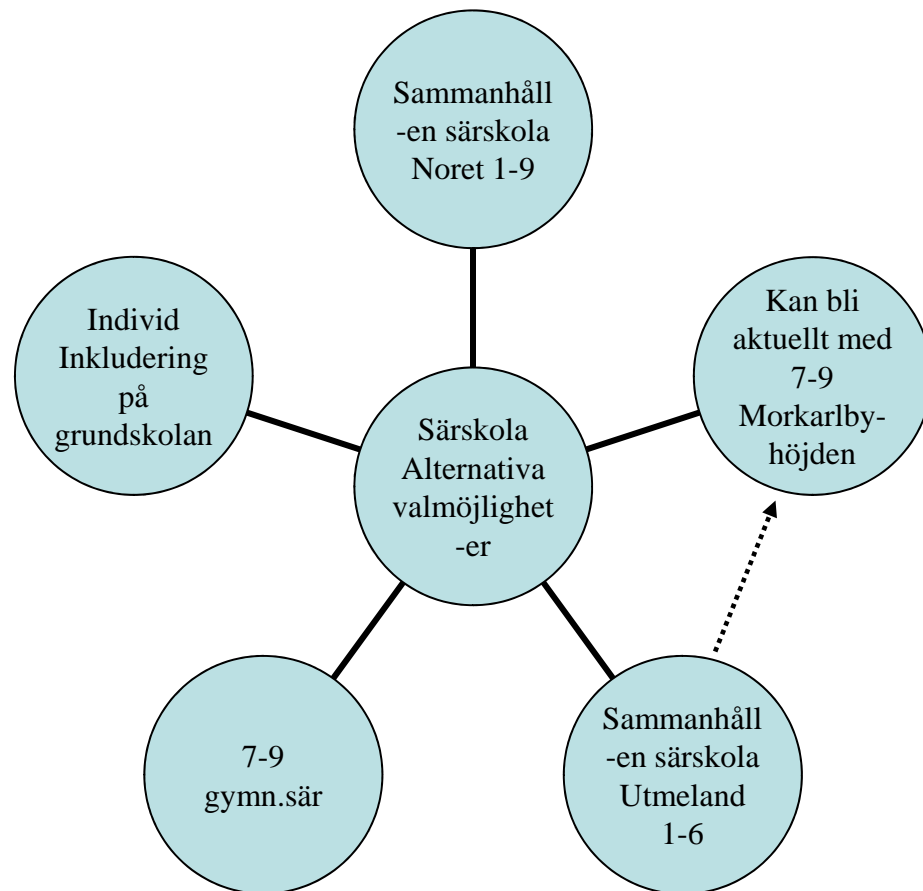 Sammanhåll
-en särskola
Noret 1-9
Individ
Inkludering
på
grundskolan
Kan bli
aktuellt med
7-9
Morkarlby-
höjden
Särskola
Alternativa
valmöjlighet
-er
7-9
gymn.sär
Sammanhåll
-en särskola
Utmeland
1-6